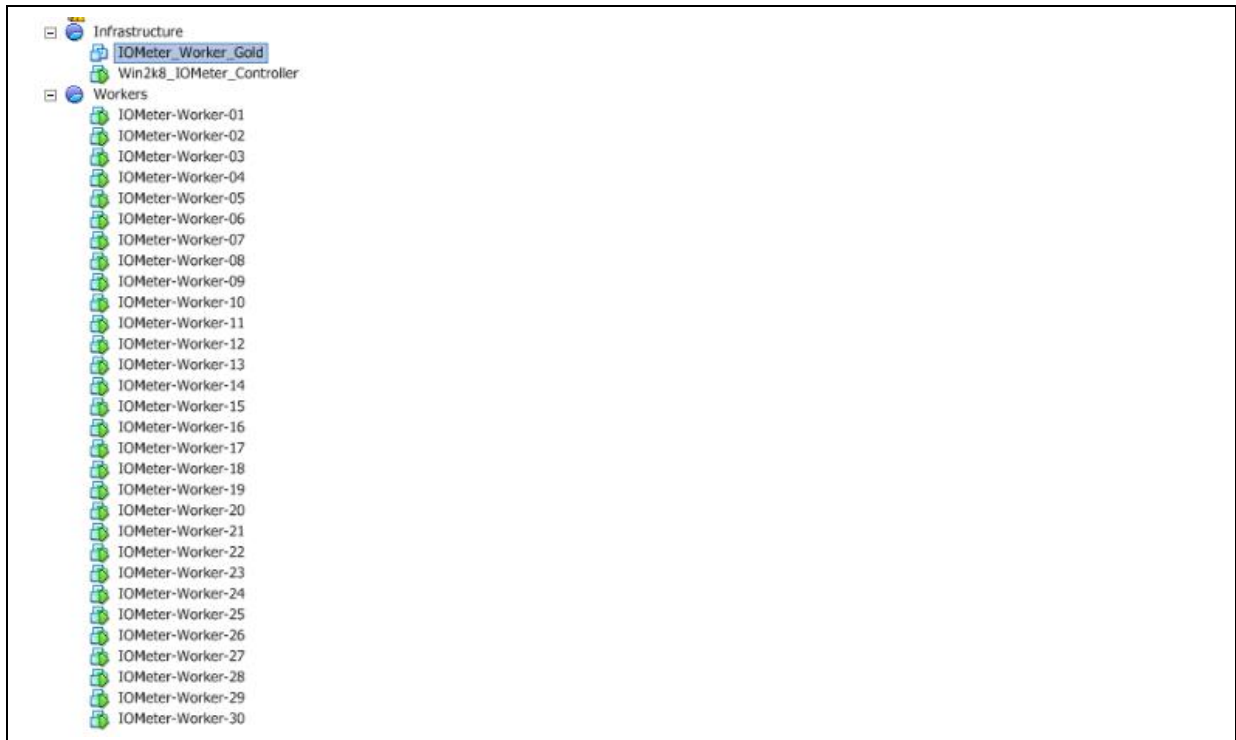 Infrastructure
IOMeter_Worker_Gold
Win2k8_IOMeter_Controller
Workers
IOMeter-Worker-01
IOMeter-Worker-02
IOMeter-Worker-03
IOMeter-Worker-04
IOMeter-Worker-05
IOMeter-Worker-06
IOMeter-Worker-07
IOMeter-Worker-08
IOMeter-Worker-09
IOMeter-Worker-10
IOMeter-Worker-11
IOMeter-Worker-12
IOMeter-Worker-13
IOMeter-Worker-14
IOMeter-Worker-15
IOMeter-Worker-16
IOMeter-Worker-17
IOMeter-Worker-18
IOMeter-Worker-19
IOMeter-Worker-20
IOMeter-Worker-21
IOMeter-Worker-22
IOMeter-Worker-23
IOMeter-Worker-24
IOMeter-Worker-25
IOMeter-Worker-26
IOMeter-Worker-27
IOMeter-Worker-28
IOMeter-Worker-29
IOMeter-Worker-30